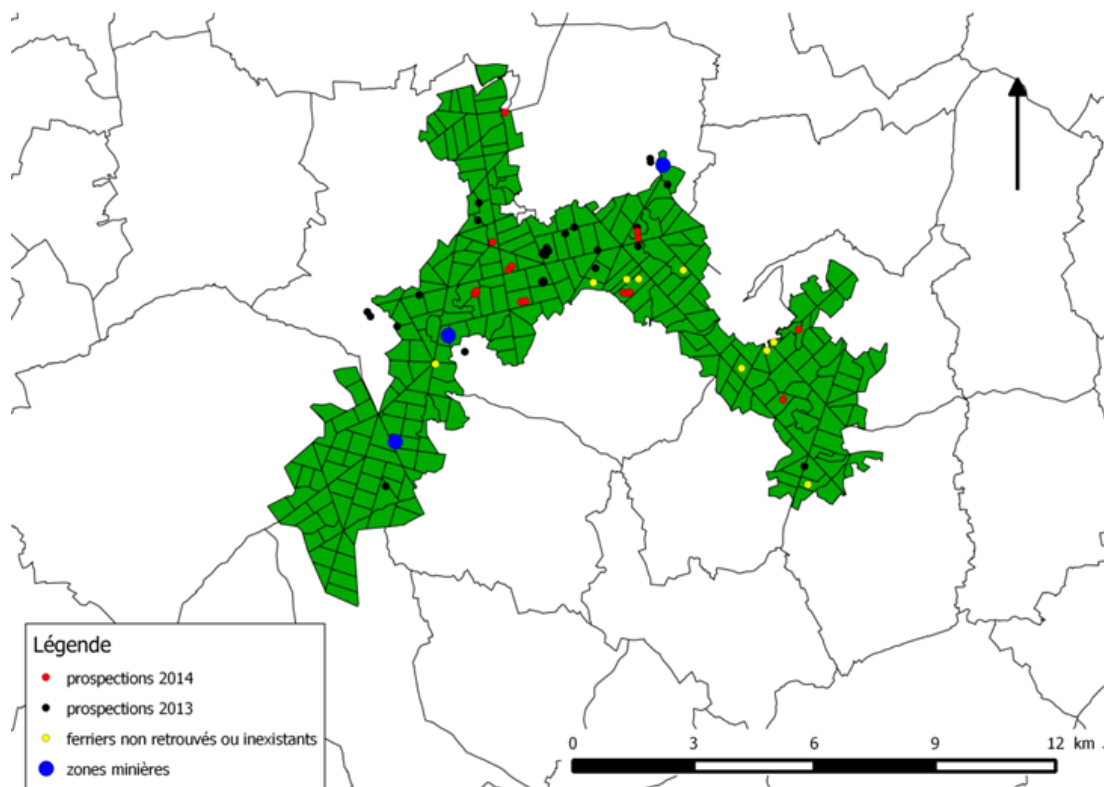 Légende
prospections 2014
prospections 2013
ferriers non retrouvés ou inexistants
zones minières
0 3 6 9 12 km